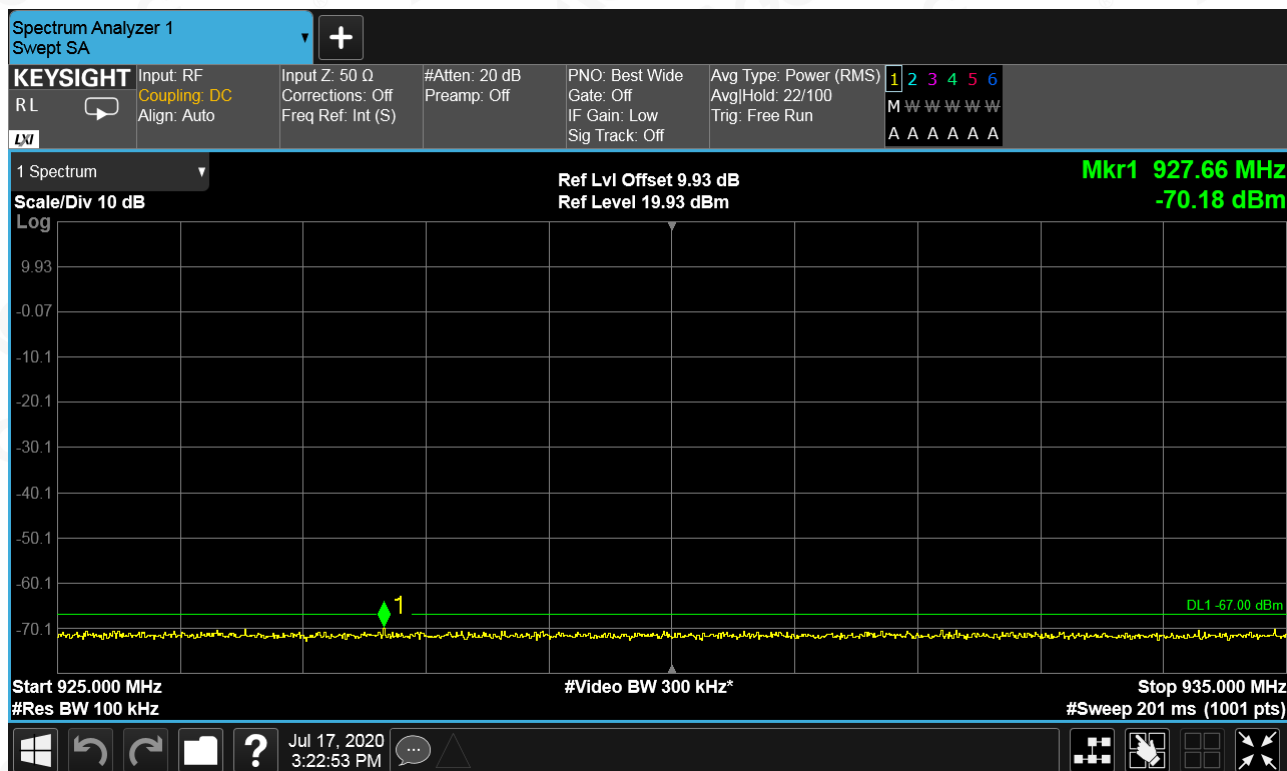 Spectrum Analyzer 1
Swept SA
+
KEYSIGHT
RL
LXI
Input: RF
Coupling: DC
Align: Auto
Input Z: 50 Ω
Corrections: Off
Freq Ref: Int (S)
#Atten: 20 dB
Preamp: Off
PNO: Best Wide
Gate: Off
IF Gain: Low
Sig Track: Off
Avg Type: Power (RMS)
Avg|Hold: 22/100
Trig: Free Run
1 2 3 4 5 6
M W W W W W
A A A A A A
1 Spectrum
Scale/Div 10 dB
Log
Ref Lvl Offset 9.93 dB
Ref Level 19.93 dBm
Mkr1 927.66 MHz
-70.18 dBm
9.93
-0.07
-10.1
-20.1
-30.1
-40.1
-50.1
-60.1
-70.1
1
DL1 -67.00 dBm
Start 925.000 MHz
#Res BW 100 kHz
#Video BW 300 kHz*
Stop 935.000 MHz
#Sweep 201 ms (1001 pts)
?
Jul 17, 2020
3:22:53 PM